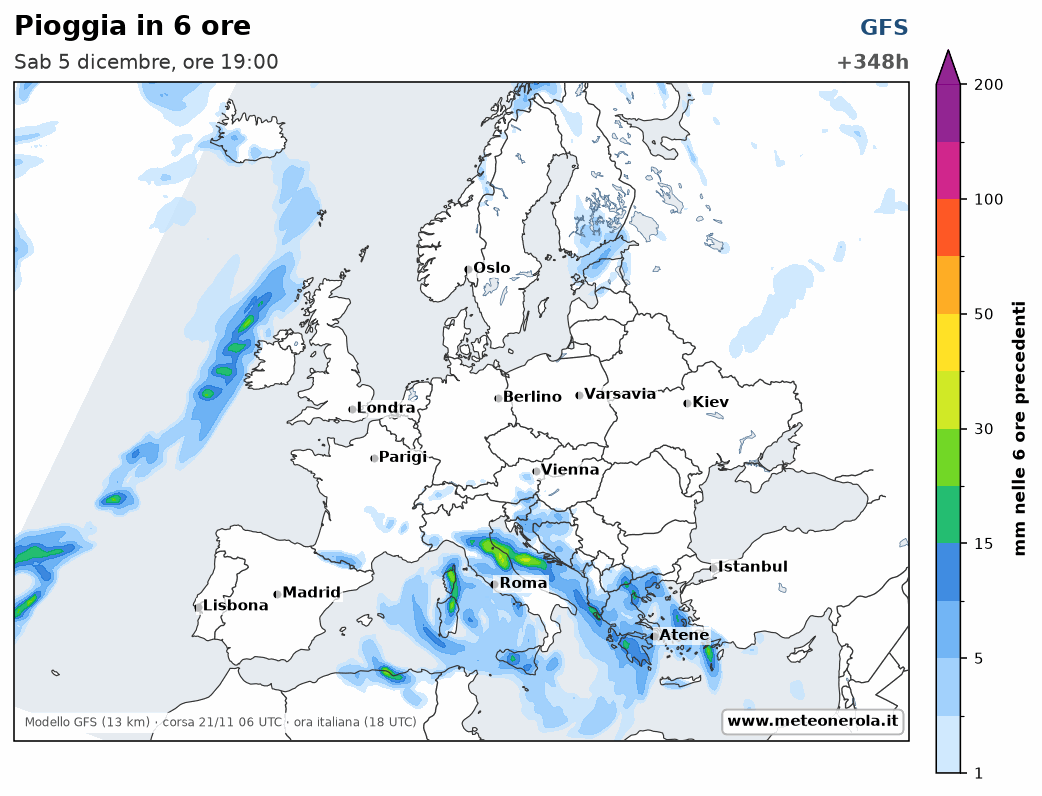 Pioggia in 6 ore
GFS
Sab 5 dicembre, ore 19:00
+348h
Oslo
Berlino
Varsavia
Kiev
Londra
Parigi
Vienna
Istanbul
Roma
Madrid
Lisbona
Atene
Modello GFS (13 km) · corsa 21/11 06 UTC · ora italiana (18 UTC)
www.meteonerola.it
200
100
50
30
15
5
1
mm nelle 6 ore precedenti